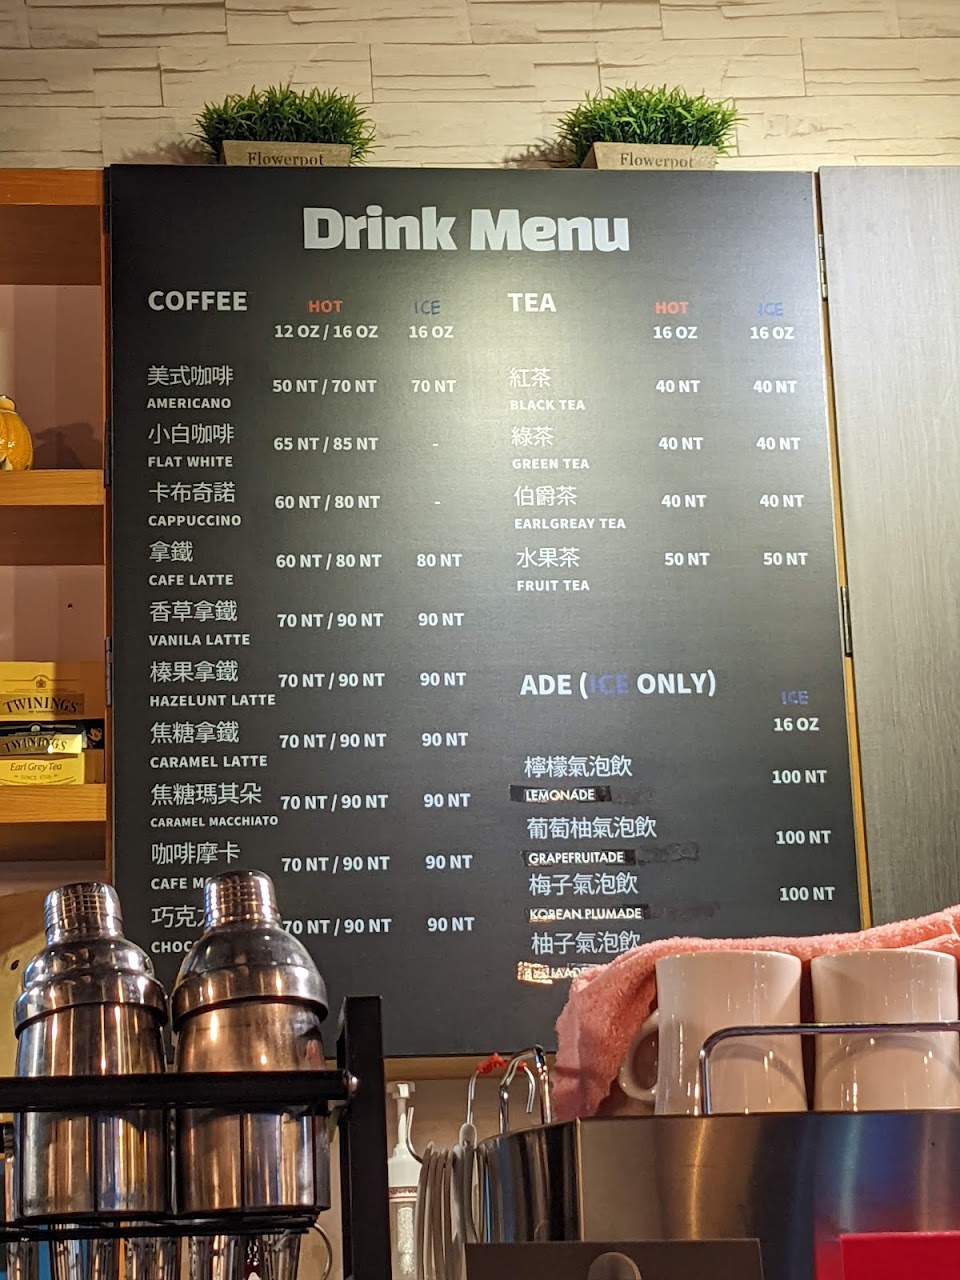 Flowerpot
Flowerpot
Drink Menu
COFFEE
HOT ICE
12 OZ / 16 OZ 16 OZ
美式咖啡
AMERICANO
50 NT / 70 NT 70 NT
小白咖啡
FLAT WHITE
65 NT / 85 NT -
卡布奇諾
CAPPUCCINO
60 NT / 80 NT -
拿鐵
CAFE LATTE
60 NT / 80 NT 80 NT
香草拿鐵
VANILA LATTE
70 NT / 90 NT 90 NT
榛果拿鐵
HAZELUNT LATTE
70 NT / 90 NT 90 NT
焦糖拿鐵
CARAMEL LATTE
70 NT / 90 NT 90 NT
焦糖瑪其朵
CARAMEL MACCHIATO
70 NT / 90 NT 90 NT
咖啡摩卡
CAFE
70 NT / 90 NT 90 NT
巧克
70 NT / 90 NT 90 NT
TEA
HOT ICE
16 OZ 16 OZ
紅茶
BLACK TEA
40 NT 40 NT
綠茶
GREEN TEA
40 NT 40 NT
伯爵茶
EARLGREAY TEA
40 NT 40 NT
水果茶
FRUIT TEA
50 NT 50 NT
ADE (ICE ONLY)
ICE
16 OZ
檸檬氣泡飲
LEMONADE
100 NT
葡萄柚氣泡飲
GRAPEFRUITADE
100 NT
梅子氣泡飲
KOREAN PLUMADE
100 NT
柚子氣泡飲
TWININGS
TWININGS
Earl Grey Tea